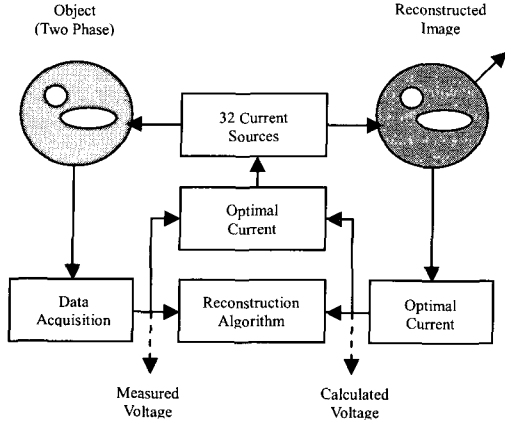 Object
(Two Phase)
Reconstructed
Image
32 Current
Sources
Optimal
Current
Data
Acquisition
Reconstruction
Algorithm
Optimal
Current
Measured
Voltage
Calculated
Voltage